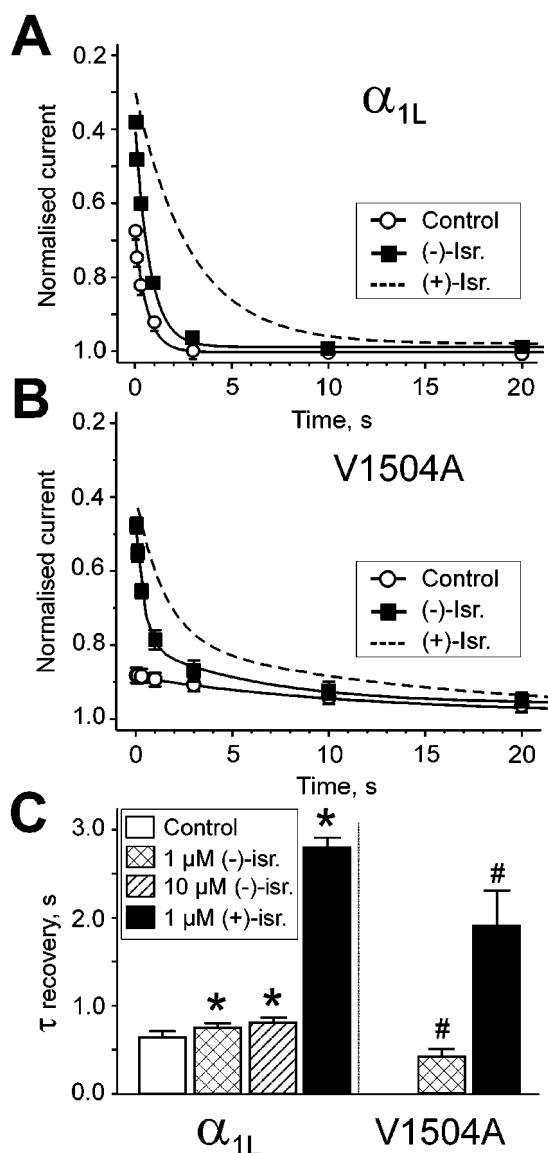 A
0.2
0.4
0.6
0.8
1.0
Normalised current
α1L
Control
(-)-Isr.
(+)-Isr.
0
5
10
15
20
Time, s
B
0.2
0.4
0.6
0.8
1.0
Normalised current
V1504A
Control
(-)-Isr.
(+)-Isr.
0
5
10
15
20
Time, s
C
3.0
2.0
1.0
0.0
τ recovery, s
Control
1 µM (-)-isr.
10 µM (-)-isr.
1 µM (+)-isr.
*
*
*
#
#
α1L
V1504A